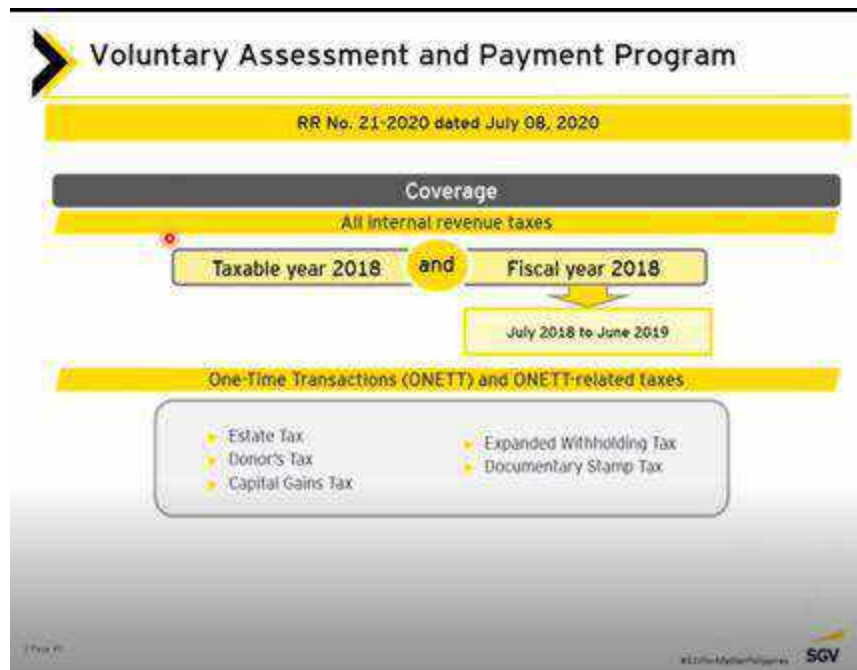 Voluntary Assessment and Payment Program
RR No. 21-2020 dated July 08, 2020
Coverage
All internal revenue taxes
Taxable year 2018 and Fiscal year 2018
July 2018 to June 2019
One-Time Transactions (ONETT) and ONETT-related taxes
Estate Tax
Donor's Tax
Capital Gains Tax
Expanded Withholding Tax
Documentary Stamp Tax
SGV